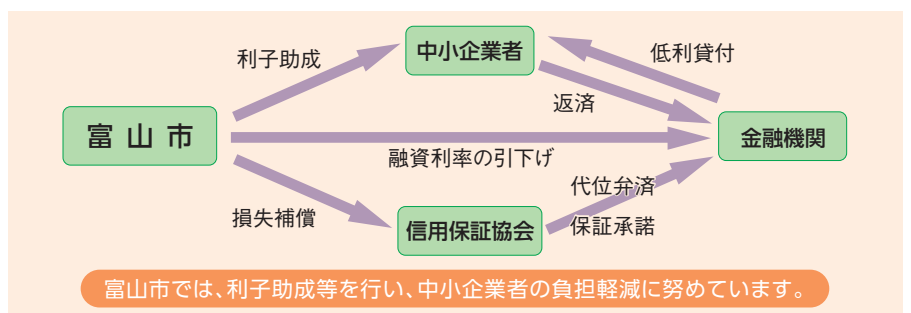 利子助成
中小企業者
低利貸付
返済
富山市
金融機関
融資利率の引下げ
代位弁済
損失補償
信用保証協会
保証承諾
富山市では、利子助成等を行い、中小企業者の負担軽減に努めています。